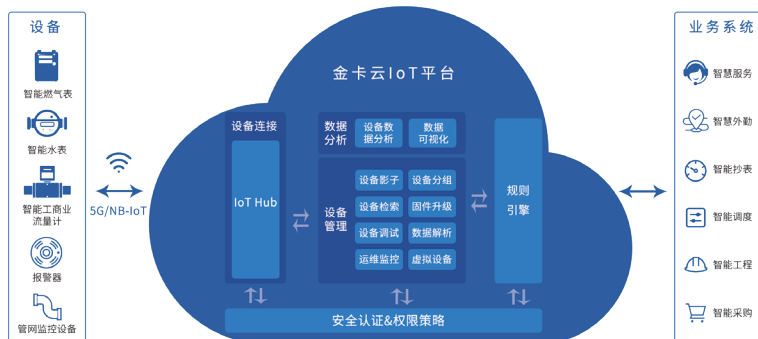 设备
智能燃气表
智能水表
智能工商业
流量计
报警器
管网监控设备
5G/NB-IoT
金卡云IoT平台
设备连接
IoT Hub
数据
分析
设备数
据分析
数据
可视化
设备
管理
设备影子
设备分组
设备检索
固件升级
设备调试
数据解析
运维监控
虚拟设备
规则
引擎
安全认证&权限策略
业务系统
智慧服务
智慧外勤
智能抄表
智能调度
智能工程
智能采购